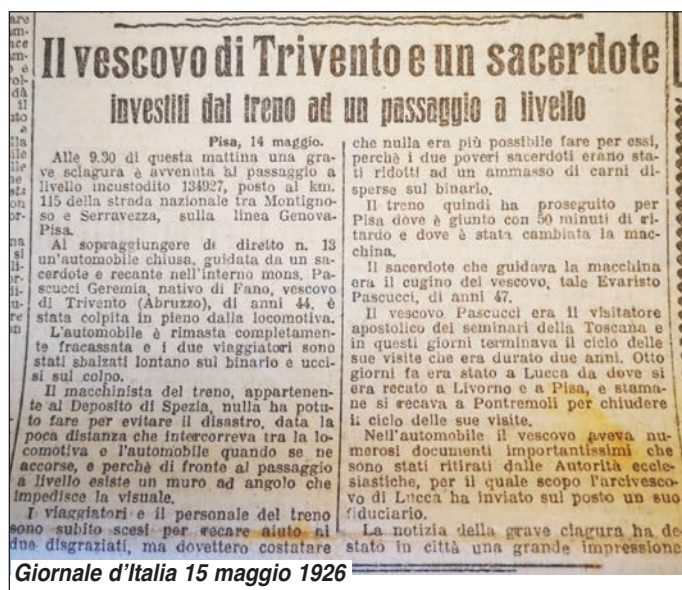 Il vescovo di Trivento e un sacerdote
investiti dal treno ad un passaggio a livello
Pisa, 14 maggio.
Alle 9.30 di questa mattina una gra-
ve sciagura è avvenuta al passaggio a
livello incustodito 134927, posto al km.
115 della strada nazionale tra Montigno-
so e Serravezza, sulla linea Genova-
Pisa.
Al sopraggiungere di diretto n. 13
un'automobile chiusa, guidata da un sa-
cerdote e recante nell'interno mons. Pa-
scucci Geremia, nativo di Fano, vescovo
di Trivento (Abruzzo), di anni 44, è
stata colpita in pieno dalla locomotiva.
L'automobile è rimasta completamen-
te fracassata e i due viaggiatori sono
stati sbalzati lontano sul binario e ucci-
si sul colpo.
Il macchinista del treno, appartenen-
te al Deposito di Spezia, nulla ha potu-
to fare per evitare il disastro, data la
poca distanza che intercorreva tra la lo-
comotiva e l'automobile quando se ne
accorse, e perchè di fronte al passaggio
a livello esiste un muro ad angolo che
impedisce la visuale.
I viaggiatori e il personale del treno
sono subito scesi per recare aiuto ai
due disgraziati, ma dovettero costatare
che nulla era più possibile fare per essi,
perchè i due poveri sacerdoti erano sta-
ti ridotti ad un ammasso di carni di-
sperse sul binario.
Il treno quindi ha proseguito per
Pisa dove è giunto con 50 minuti di ri-
tardo e dove è stata cambiata la mac-
china.
Il sacerdote che guidava la macchina
era il cugino del vescovo, tale Evaristo
Pascucci, di anni 47.
Il vescovo Pascucci era il visitatore
apostolico dei seminari della Toscana e
in questi giorni terminava il ciclo delle
sue visite che era durato due anni. Otto
giorni fa era stato a Lucca da dove si
era recato a Livorno e a Pisa, e stama-
ne si recava a Pontremoli per chiudere
il ciclo delle sue visite.
Nell'automobile il vescovo aveva nu-
merosi documenti importantissimi che
sono stati ritirati dalle Autorità eccle-
siastiche, per il quale scopo l'arcivesco-
vo di Lucca ha inviato sul posto un suo
fiduciario.
La notizia della grave ciagura ha de-
stato in città una grande impressione
Giornale d'Italia 15 maggio 1926